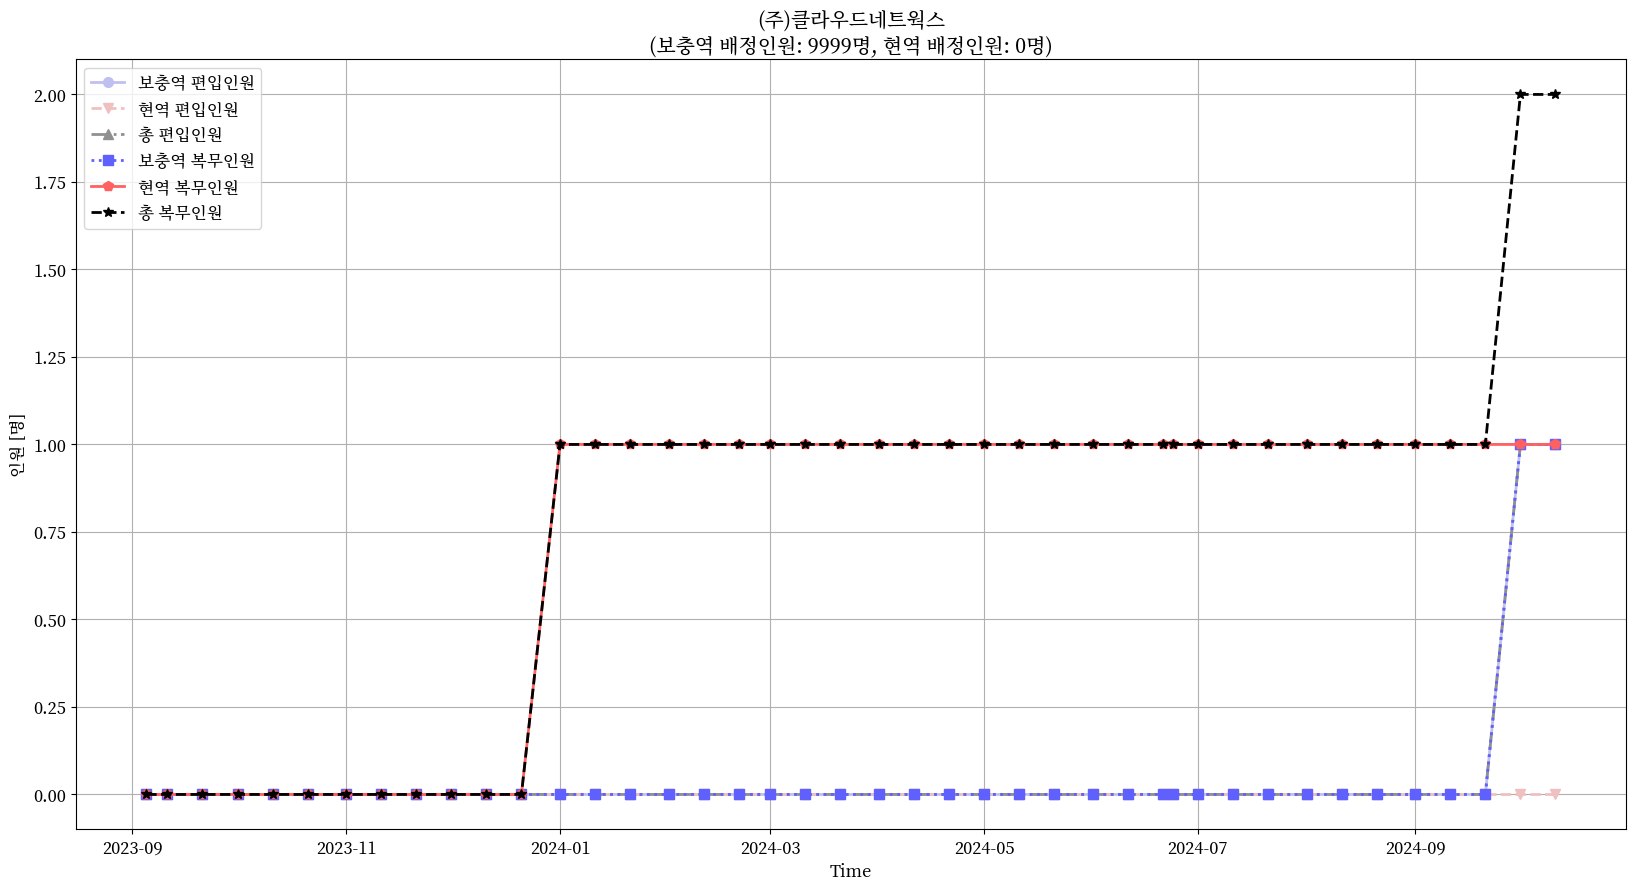 (주)클라우드네트웍스
(보충역 배정인원: 9999명, 현역 배정인원: 0명)
보충역 편입인원
현역 편입인원
총 편입인원
보충역 복무인원
현역 복무인원
총 복무인원
2.00
1.75
1.50
1.25
1.00
0.75
0.50
0.25
0.00
인원 [명]
2023-09
2023-11
2024-01
2024-03
2024-05
2024-07
2024-09
Time